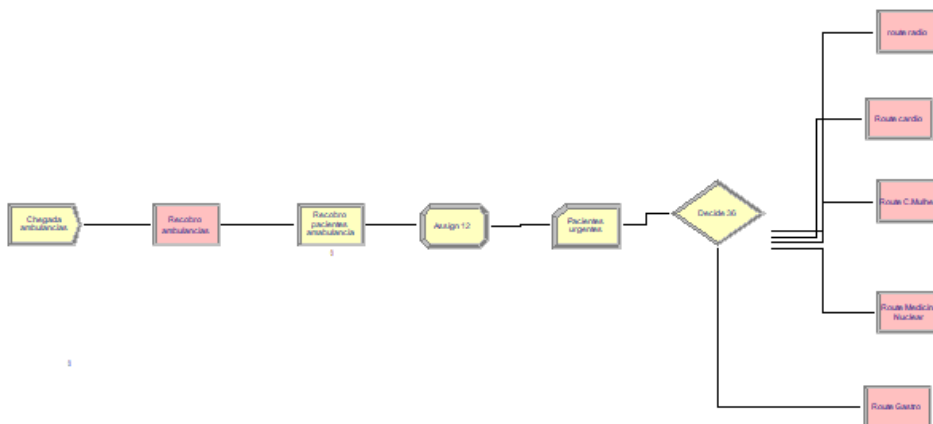 route radio
Route cardio
Route C.Mulhe
Chegada
ambulancias
Recobro
ambulancias
Recobro
pacientes
amabulancia
Assign 12
Pacientes
urgentes
Decide 36
Route Medicin
Nuclear
Route Gastro